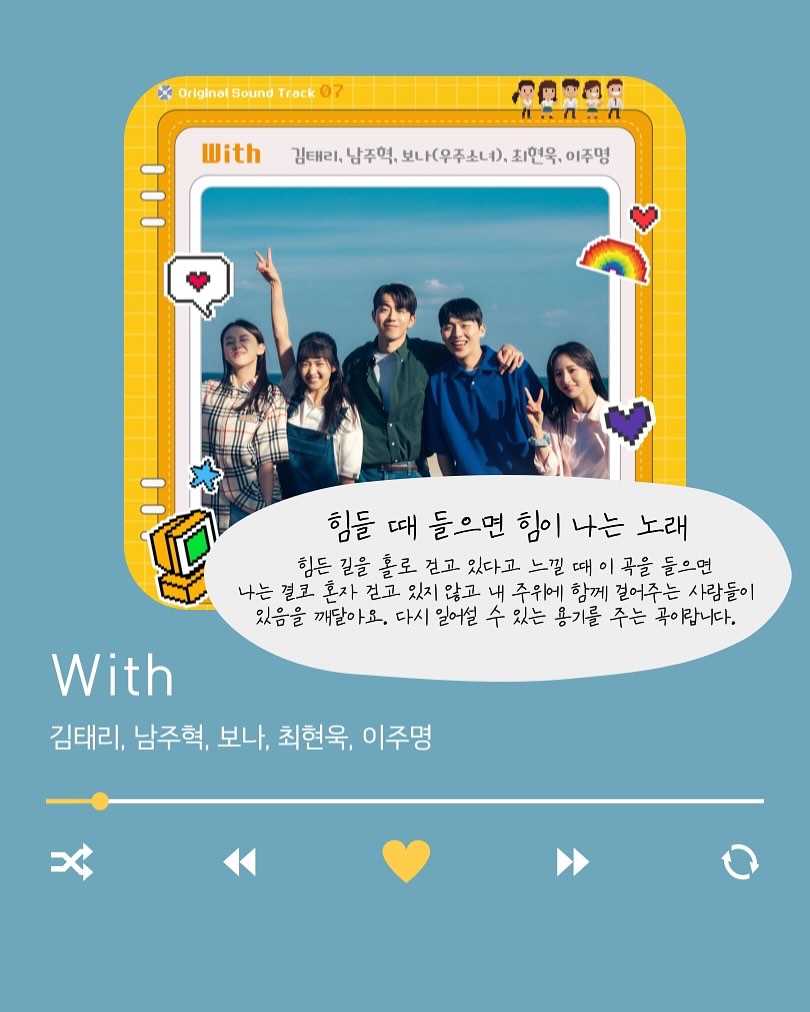 Original Sound Track 07
With 김태리, 남주혁, 보나(우주소녀), 최현욱, 이주명
힘들 때 들으면 힘이 나는 노래
힘든 길을 홀로 걷고 있다고 느낄 때 이 곡을 들으면
나는 결코 혼자 걷고 있지 않고 내 주위에 함께 걸어주는 사람들이
있음을 깨달아요. 다시 일어설 수 있는 용기를 주는 곡이랍니다.
With
김태리, 남주혁, 보나, 최현욱, 이주명